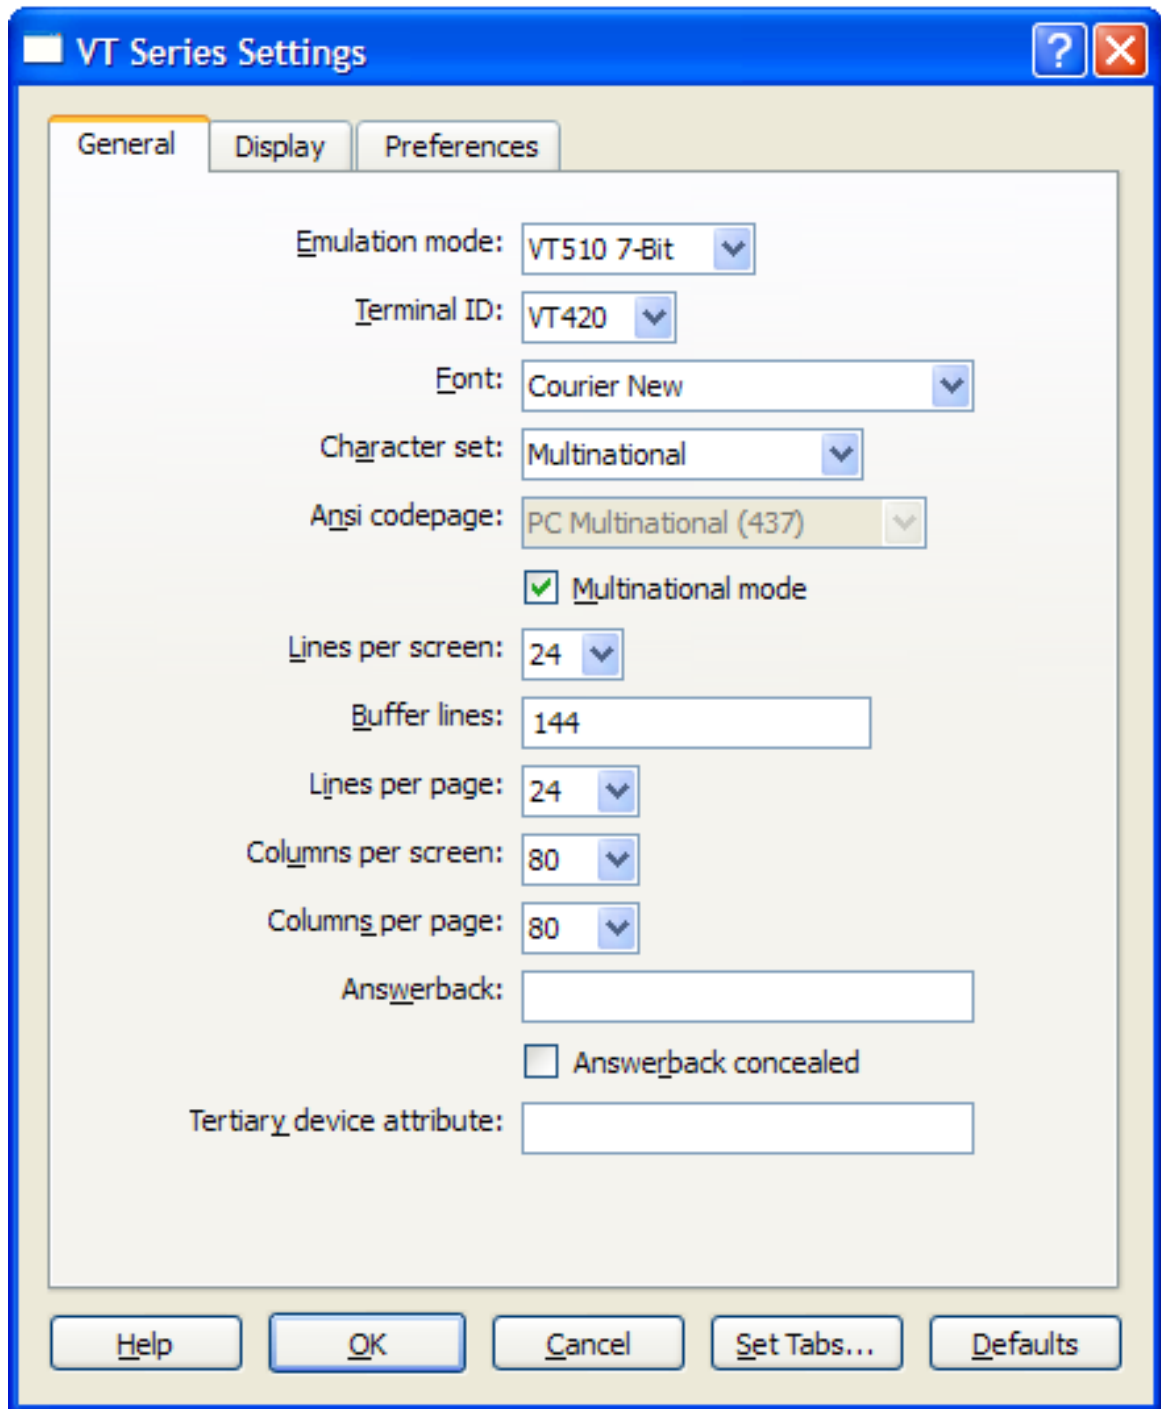 VT Series Settings
General Display Preferences
Emulation mode: VT510 7-Bit
Terminal ID: VT420
Font: Courier New
Character set: Multinational
Ansi codepage: PC Multinational (437)
Multinational mode
Lines per screen: 24
Buffer lines: 144
Lines per page: 24
Columns per screen: 80
Columns per page: 80
Answerback:
Answerback concealed
Tertiary device attribute:
Help OK Cancel Set Tabs... Defaults